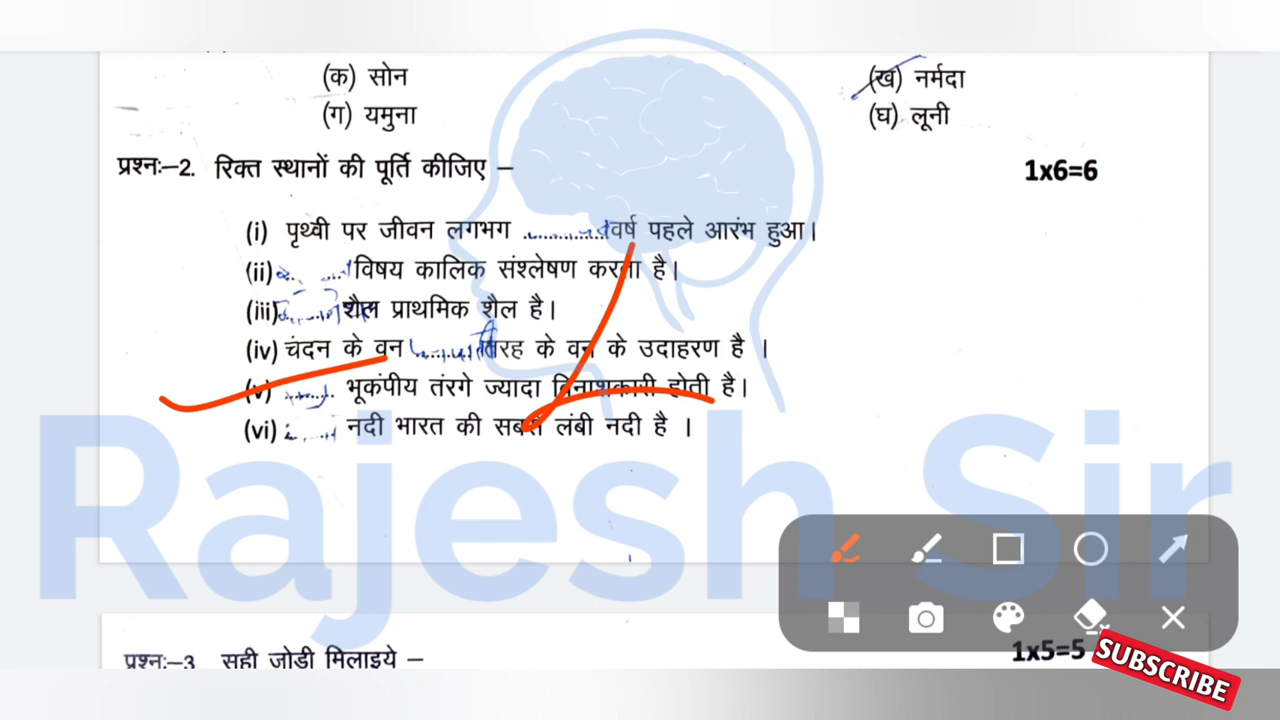 (क) सोन
(ख) नर्मदा
(ग) यमुना
(घ) लूनी
प्रश्नः–2. रिक्त स्थानों की पूर्ति कीजिए – 1x6=6
(i) पृथ्वी पर जीवन लगभग .............. वर्ष पहले आरंभ हुआ।
(ii) ........ विषय कालिक संश्लेषण करता है।
(iii) ........ शैल प्राथमिक शैल है।
(iv) चंदन के वन ........... तरह के वन के उदाहरण है ।
(v) ......... भूकंपीय तंरगे ज्यादा विनाशकारी होती है।
(vi) ........ नदी भारत की सबसे लंबी नदी है ।
प्रश्नः–3 सही जोड़ी मिलाइये – 1x5=5
Rajesh Sir
SUBSCRIBE